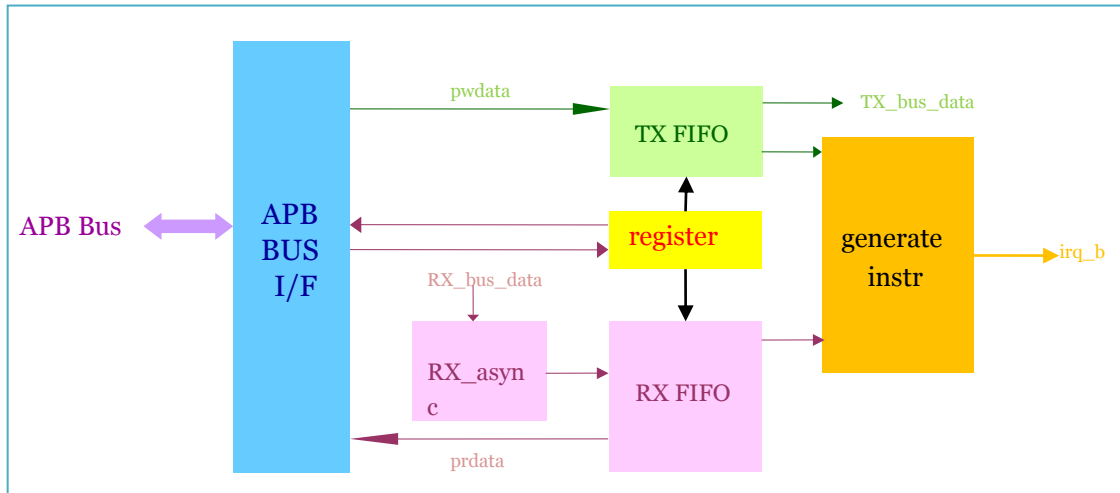 pwdata
TX_bus_data
TX FIFO
APB Bus
APB
BUS
I/F
register
generate
instr
irq_b
RX_bus_data
RX_asyn
c
RX FIFO
prdata